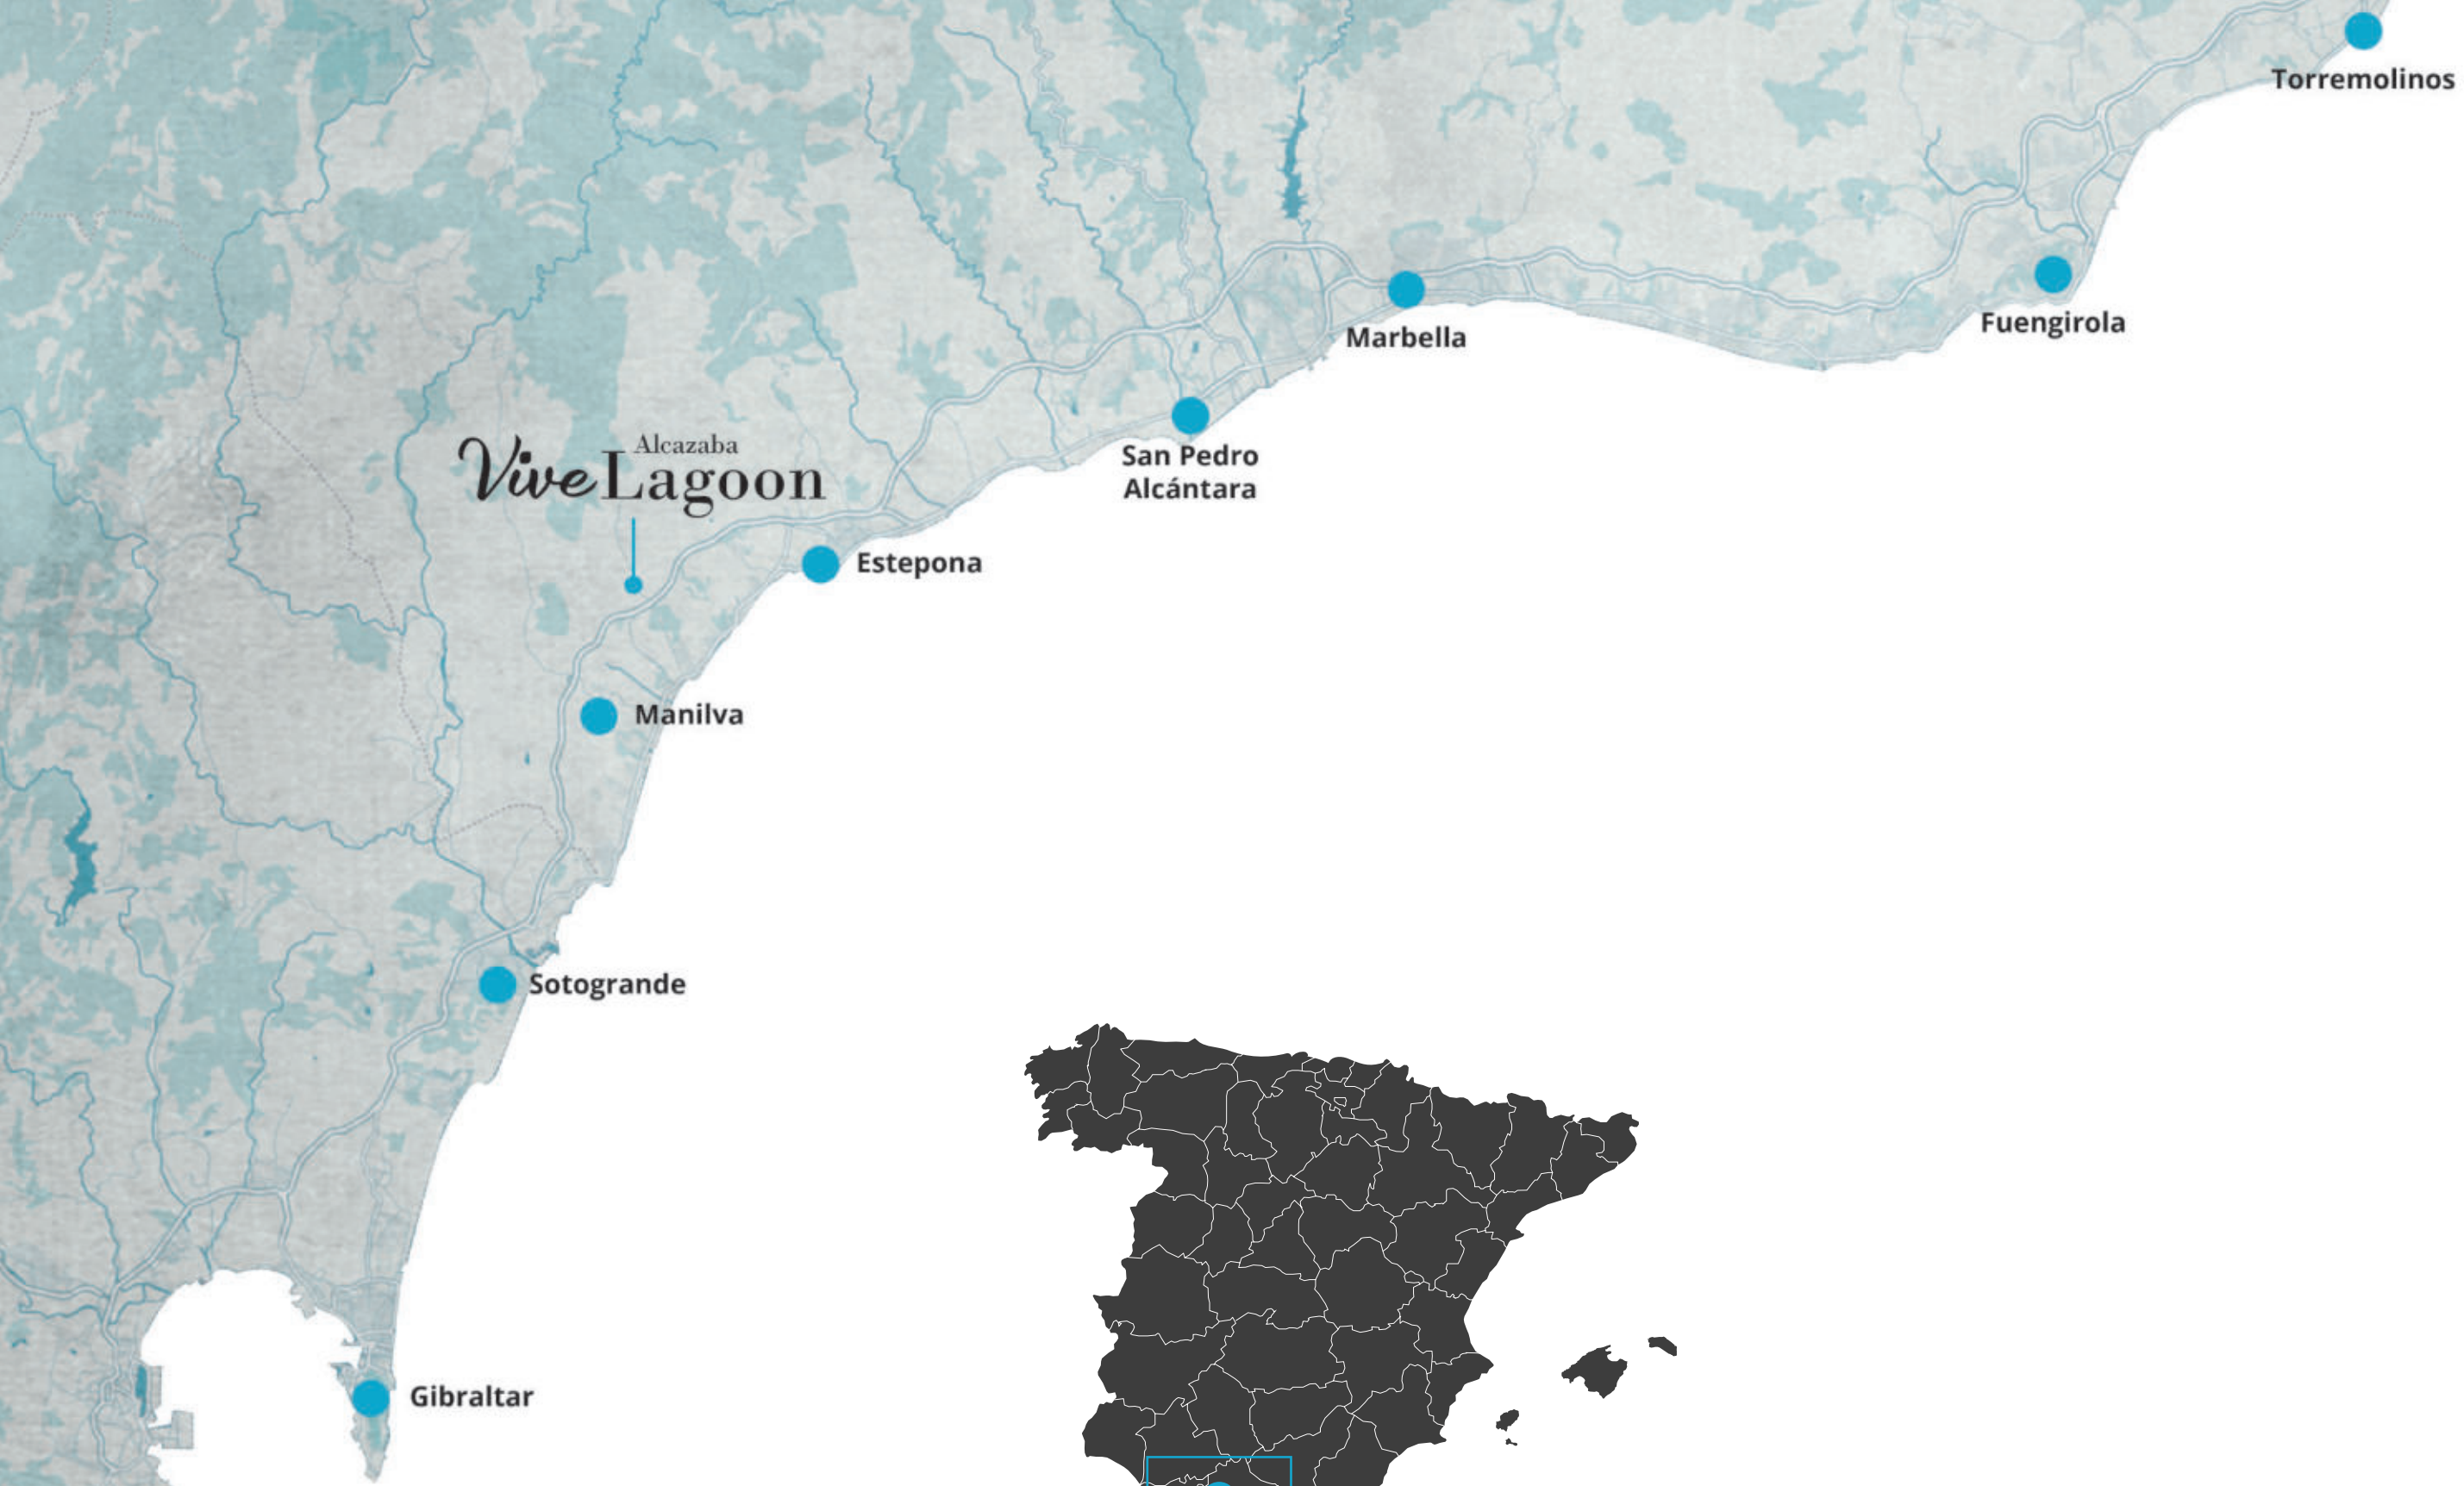 Torremolinos
Fuengirola
Marbella
San Pedro
Alcántara
Alcazaba
Vive Lagoon
Estepona
Manilva
Sotogrande
Gibraltar